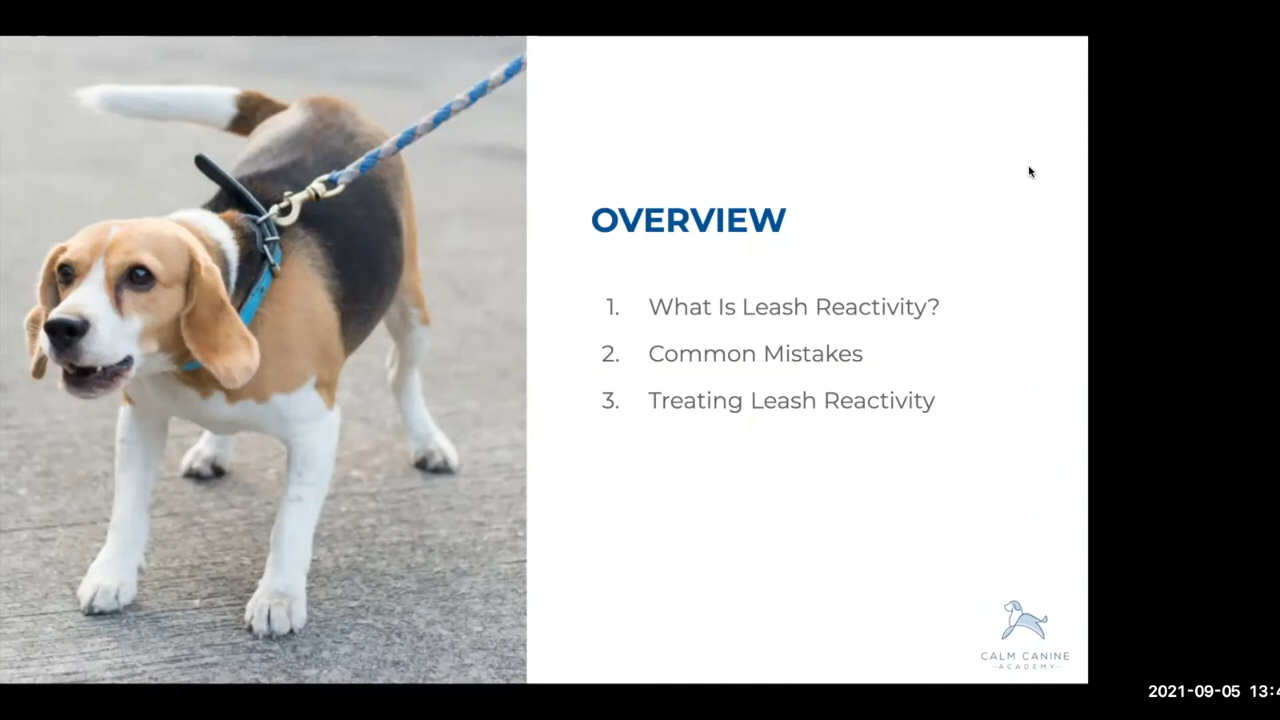 OVERVIEW
1. What Is Leash Reactivity?
2. Common Mistakes
3. Treating Leash Reactivity
CALM CANINE
ACADEMY
2021-09-05 13:4